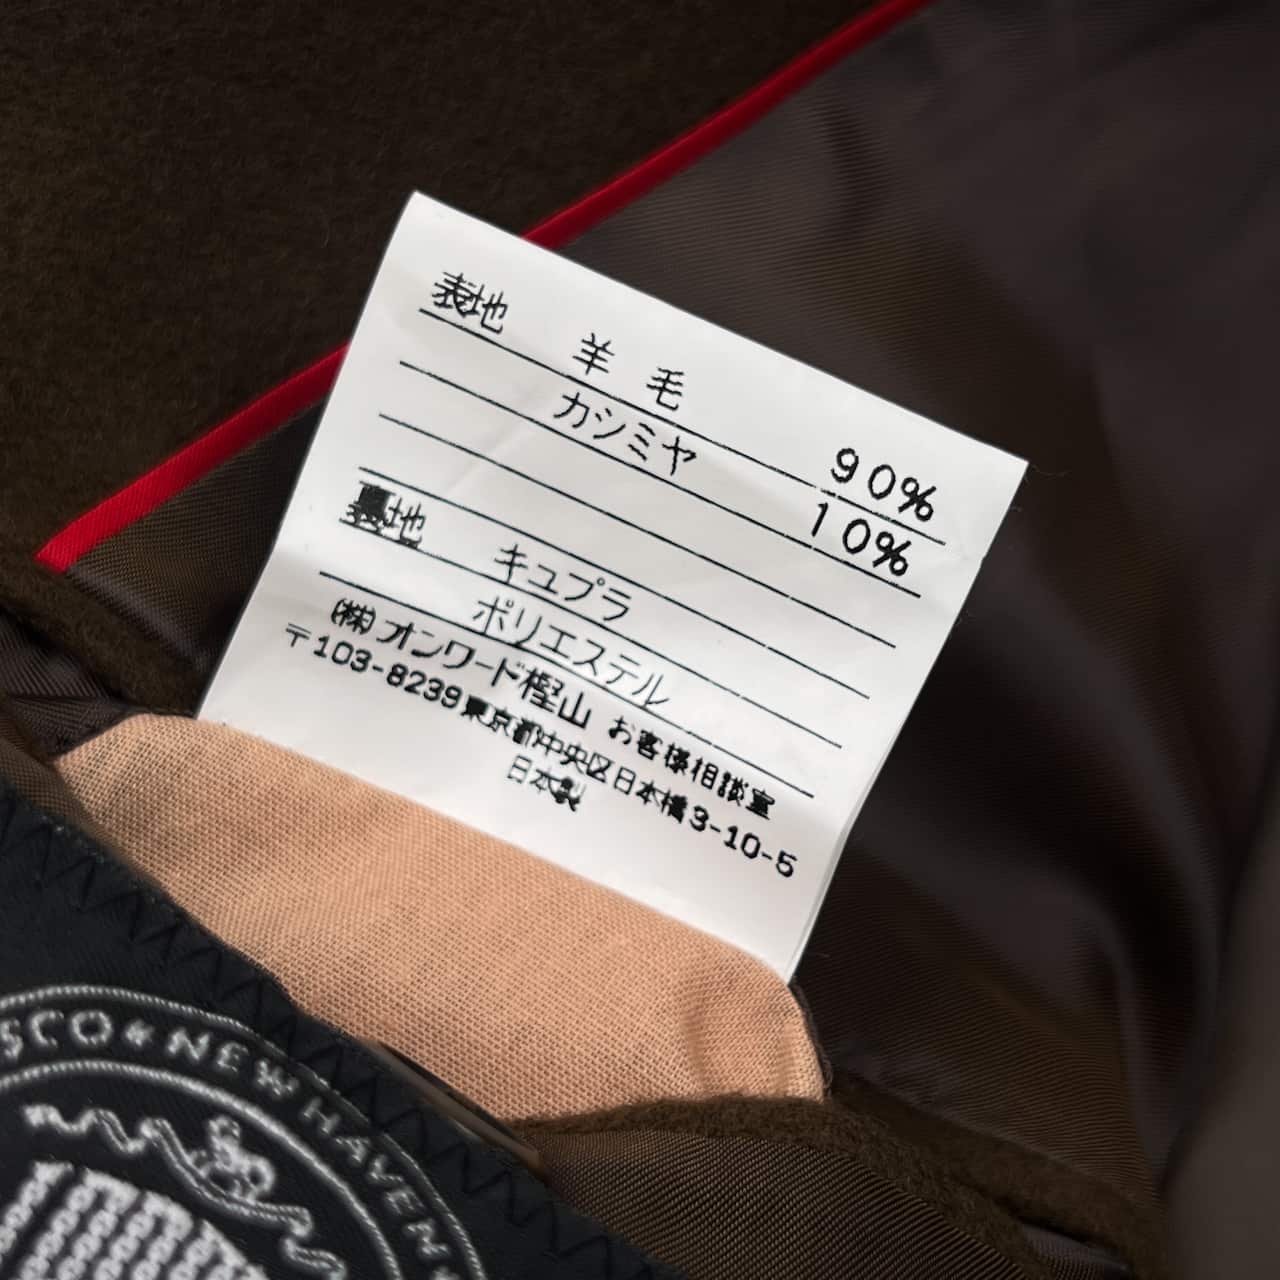 表地 羊毛 90%
カシミヤ 10%
裏地 キュプラ
ポリエステル
(株)オンワード樫山 お客様相談室
〒103-8239東京都中央区日本橋3-10-5
日本製
SCO NEW HAVEN